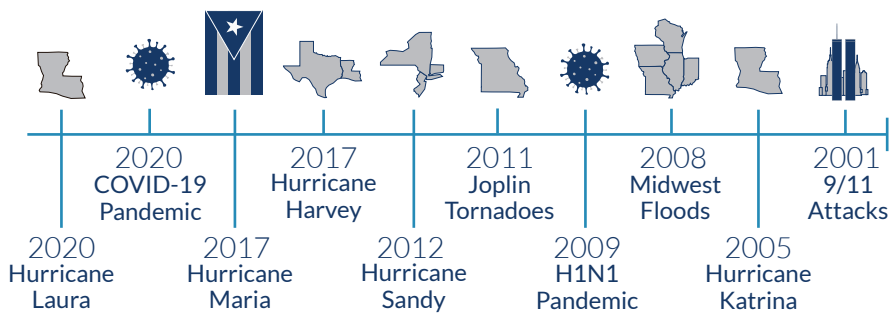 2020
COVID-19
Pandemic
2017
Hurricane
Harvey
2011
Joplin
Tornadoes
2008
Midwest
Floods
2001
9/11
Attacks
2020
Hurricane
Laura
2017
Hurricane
Maria
2012
Hurricane
Sandy
2009
H1N1
Pandemic
2005
Hurricane
Katrina